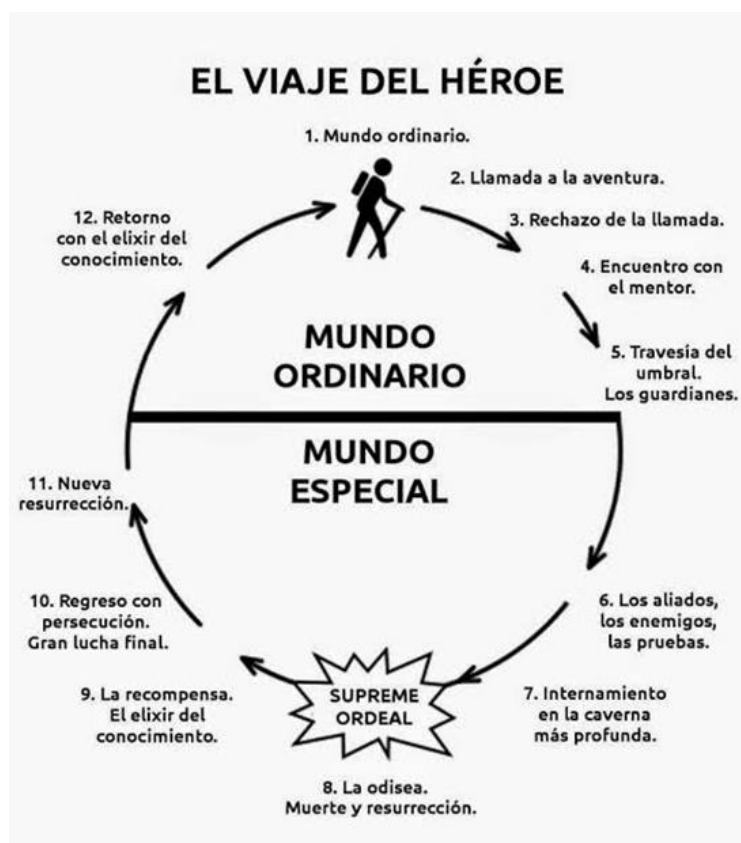 EL VIAJE DEL HÉROE
1. Mundo ordinario.
2. Llamada a la aventura.
3. Rechazo de la llamada.
4. Encuentro con
el mentor.
5. Travesía del
umbral.
Los guardianes.
MUNDO
ORDINARIO
MUNDO
ESPECIAL
6. Los aliados,
los enemigos,
las pruebas.
7. Internamiento
en la caverna
más profunda.
SUPREME
ORDEAL
8. La odisea.
Muerte y resurrección.
9. La recompensa.
El elixir del
conocimiento.
10. Regreso con
persecución.
Gran lucha final.
11. Nueva
resurrección.
12. Retorno
con el elixir del
conocimiento.